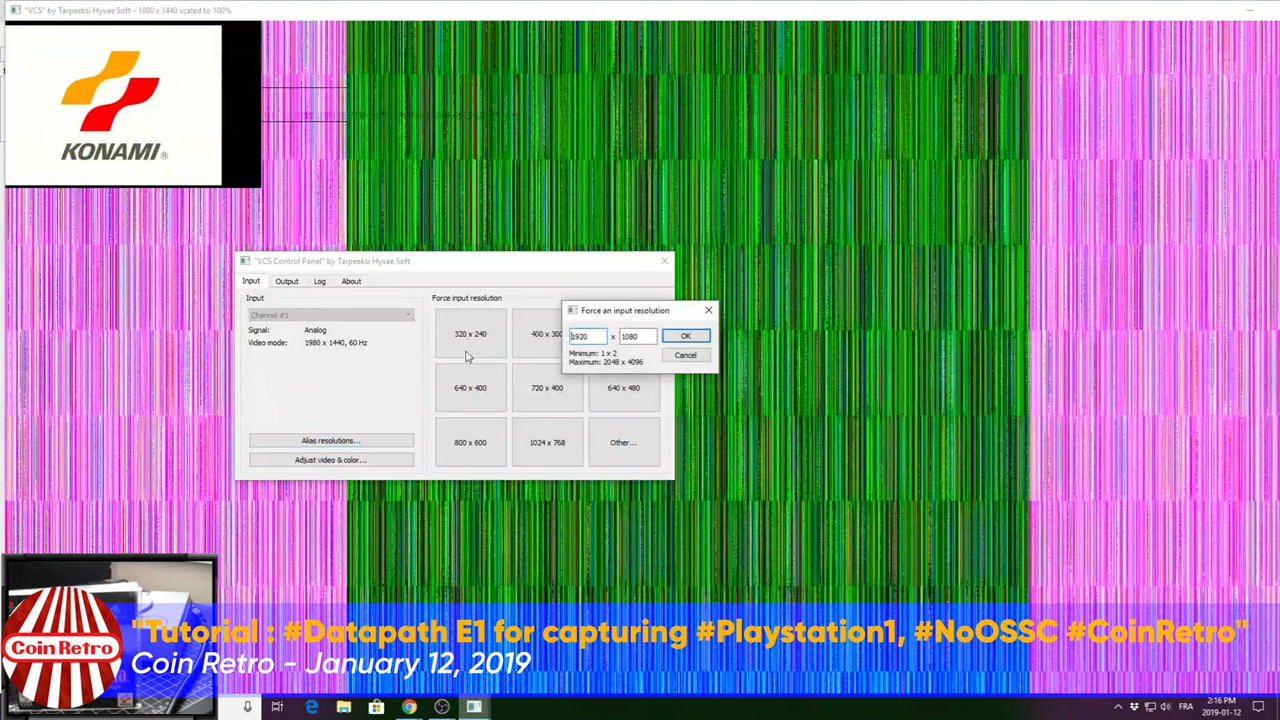 "VCS" by Tarpeeksi Hyvae Soft - 1980 x 1440 scaled to 100%
KONAMI®
"VCS Control Panel" by Tarpeeksi Hyvae Soft
Input
Output
Log
About
Input
Channel #1
Signal: Analog
Video mode: 1980 x 1440, 60 Hz
Alias resolutions...
Adjust video & color...
Force input resolution
320 x 240
400 x 300
640 x 400
720 x 400
640 x 480
800 x 600
1024 x 768
Other...
Force an input resolution
1920 x 1080
OK
Minimum: 1 x 2
Maximum: 2048 x 4096
Cancel
Coin Retro
"Tutorial : #Datapath E1 for capturing #Playstation1, #NoOSSC #CoinRetro"
Coin Retro - January 12, 2019
FR
2:16 PM
2019-01-12